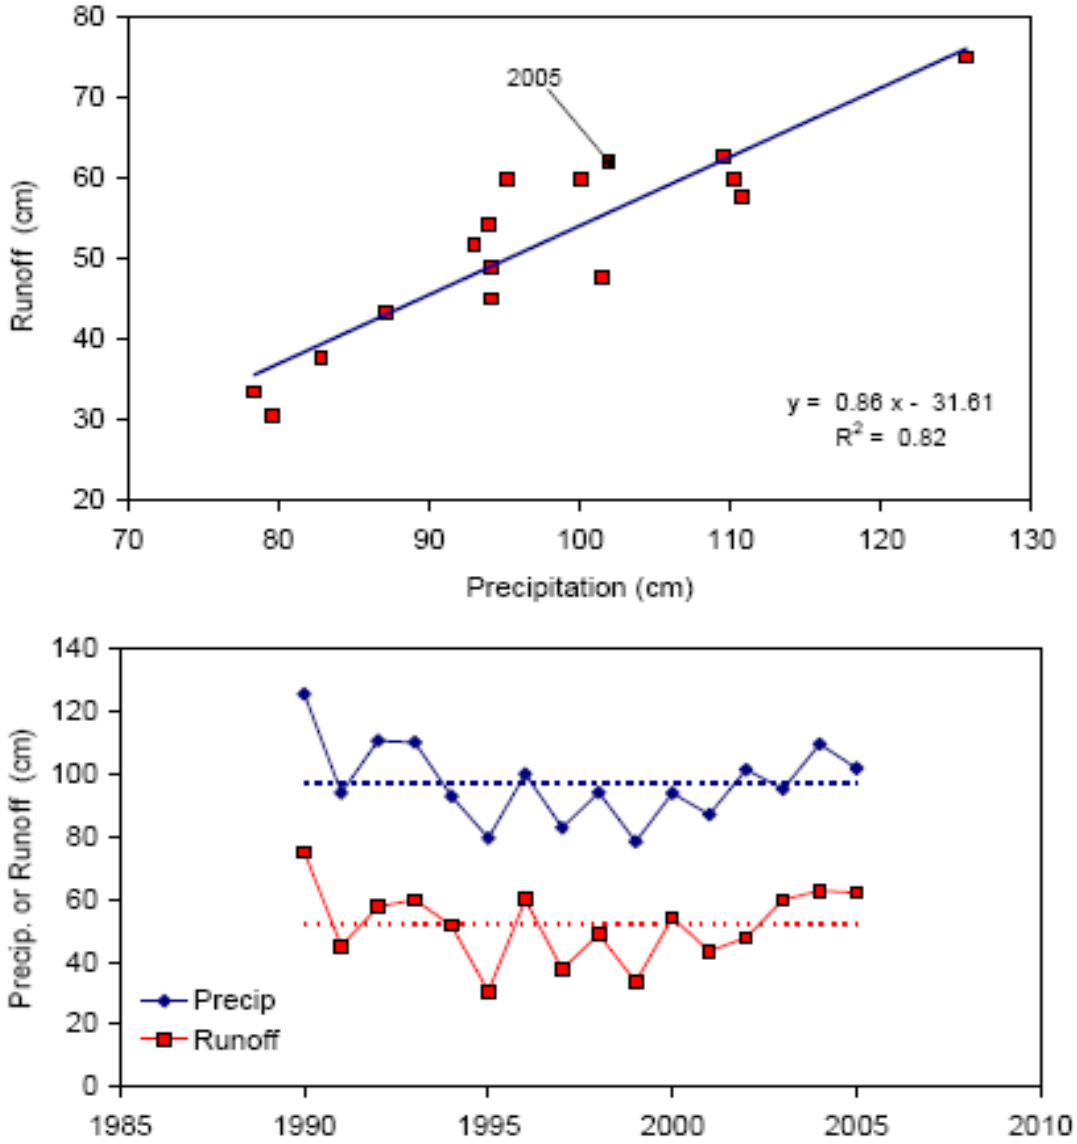 80
70
60
50
40
30
20
Runoff (cm)
2005
y = 0.86 x - 31.61
R² = 0.82
70 80 90 100 110 120 130
Precipitation (cm)
140
120
100
80
60
40
20
0
Precip. or Runoff (cm)
Precip
Runoff
1985 1990 1995 2000 2005 2010